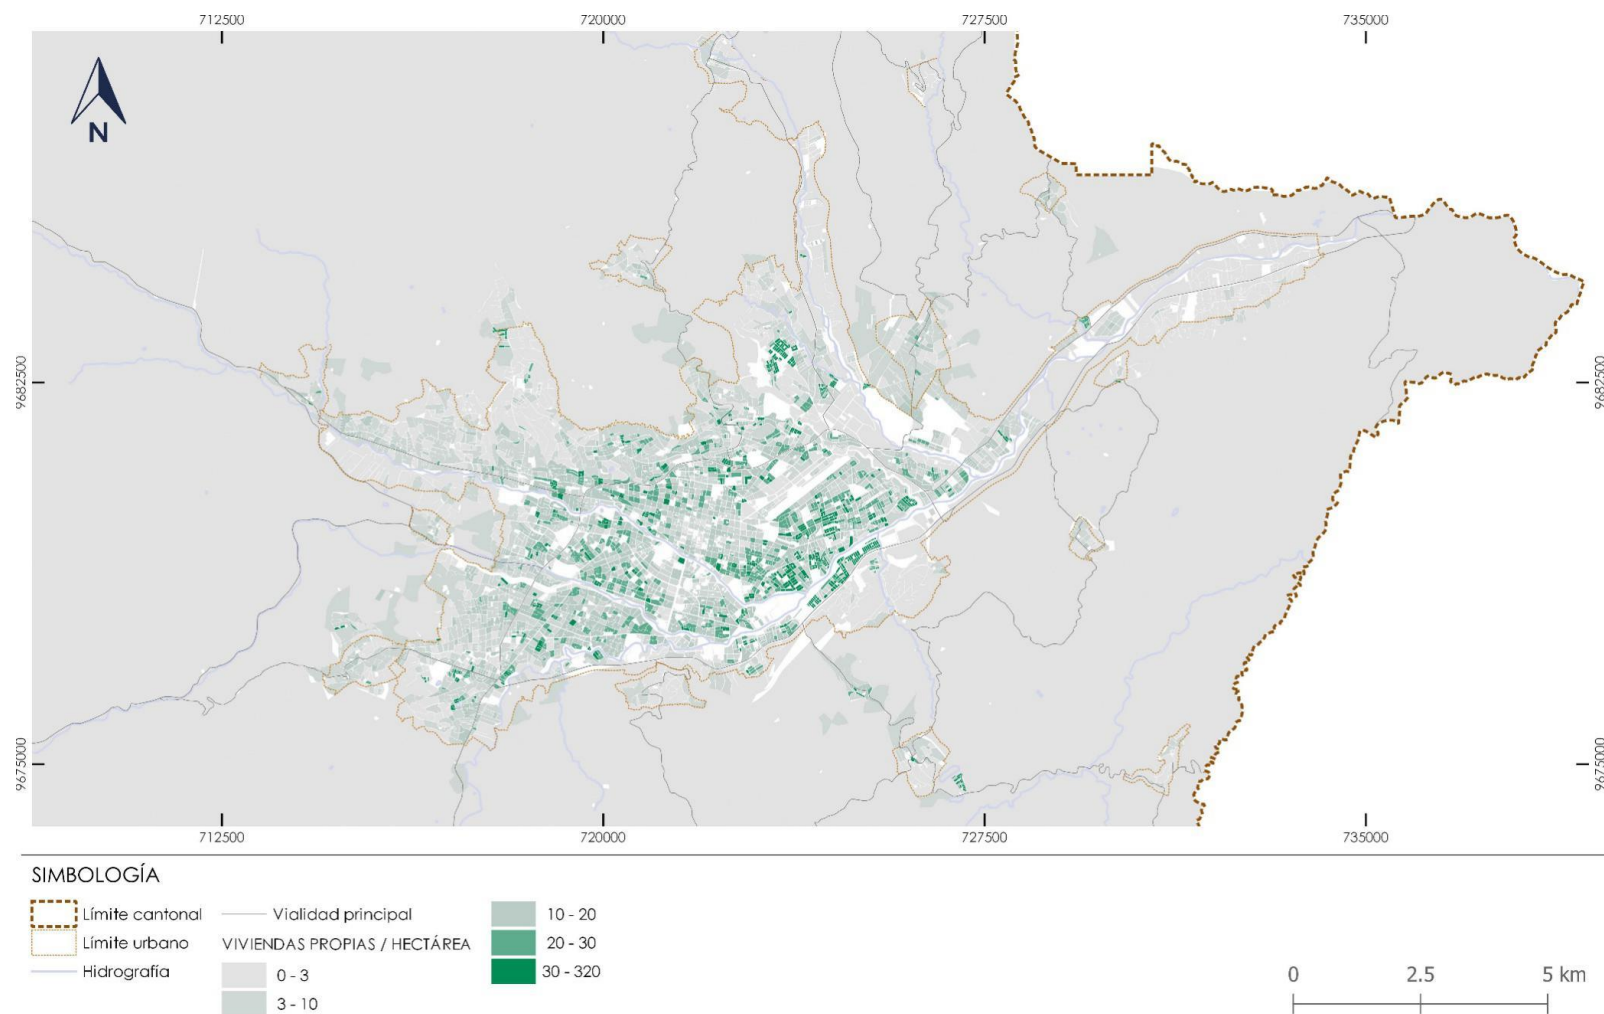 712500 720000 727500 735000
N
9682500 9682500
9675000 9675000
712500 720000 727500 735000
SIMBOLOGÍA
Límite cantonal
Límite urbano
Hidrografía
Vialidad principal
VIVIENDAS PROPIAS / HECTÁREA
0 - 3
3 - 10
10 - 20
20 - 30
30 - 320
0 2.5 5 km